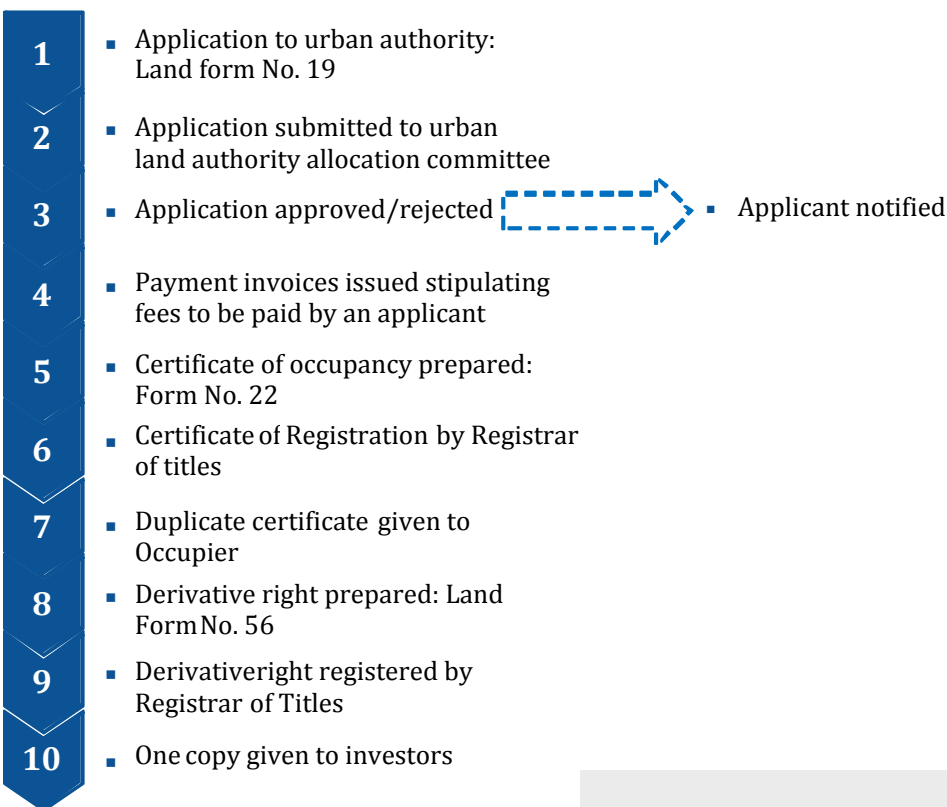 1
Application to urban authority:
Land form No. 19
2
Application submitted to urban
land authority allocation committee
3
Application approved/rejected
Applicant notified
4
Payment invoices issued stipulating
fees to be paid by an applicant
5
Certificate of occupancy prepared:
Form No. 22
6
Certificate of Registration by Registrar
of titles
7
Duplicate certificate given to
Occupier
8
Derivative right prepared: Land
Form No. 56
9
Derivativeright registered by
Registrar of Titles
10
One copy given to investors